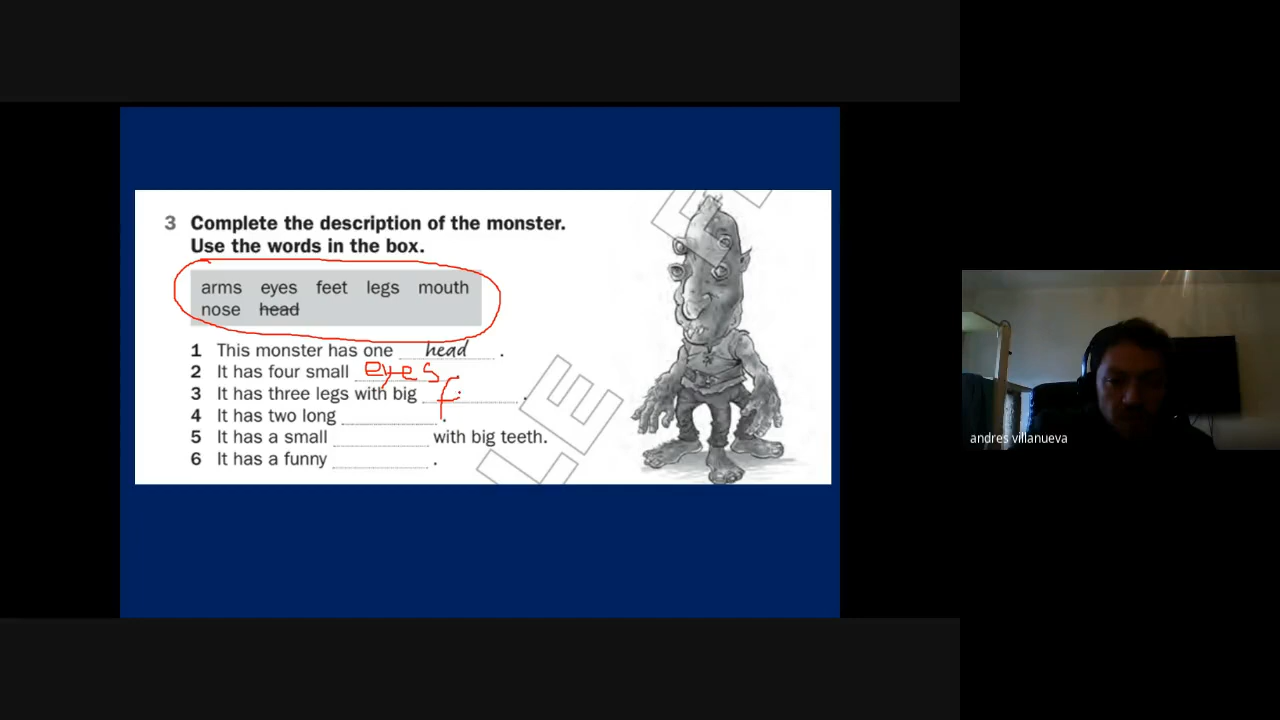 3 Complete the description of the monster.
Use the words in the box.
arms eyes feet legs mouth
nose head
1 This monster has one head .
2 It has four small eyes .
3 It has three legs with big f .
4 It has two long .
5 It has a small with big teeth.
6 It has a funny .
andres villanueva